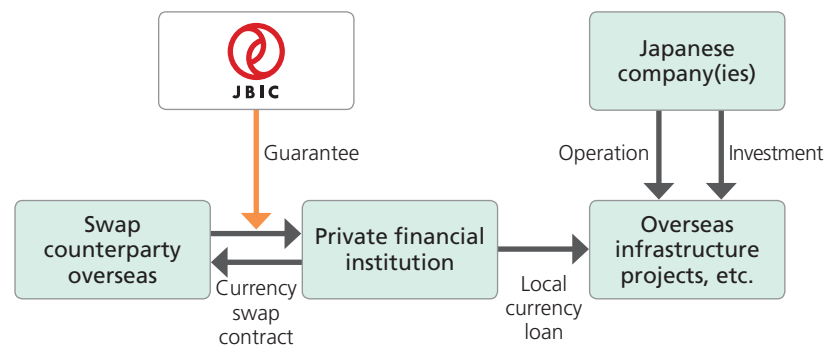 JBIC
Japanese
company(ies)
Guarantee
Operation
Investment
Swap
counterparty
overseas
Private financial
institution
Overseas
infrastructure
projects, etc.
Currency
swap
contract
Local
currency
loan